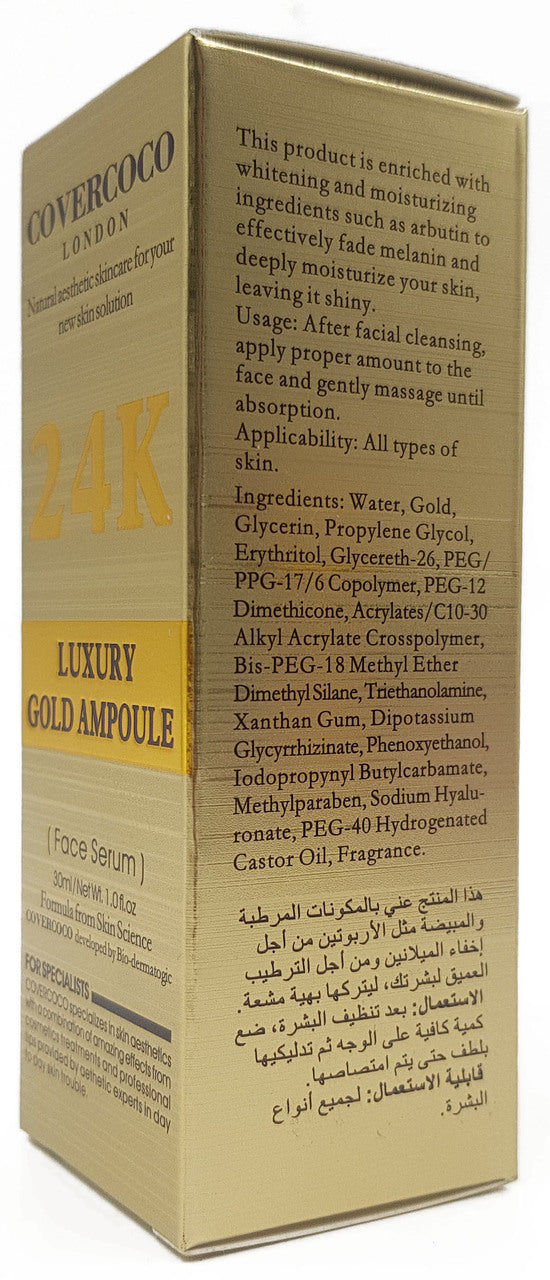 COVERCOCO
LONDON
Natural aesthetic skincare for your
new skin solution
24K
LUXURY
GOLD AMPOULE
( Face Serum )
30ml/Net Wt. 1.0 fl.oz
Formula from Skin Science
COVERCOCO developed by Bio-dermatogic
FOR SPECIALISTS
COVERCOCO specializes in skin aesthetics
with a combination of amazing effects from
cosmetics treatments and professional
tips provided by aethetic experts in day
to day skin trouble.
This product is enriched with
whitening and moisturizing
ingredients such as arbutin to
effectively fade melanin and
deeply moisturize your skin,
leaving it shiny.
Usage: After facial cleansing,
apply proper amount to the
face and gently massage until
absorption.
Applicability: All types of
skin.
Ingredients: Water, Gold,
Glycerin, Propylene Glycol,
Erythritol, Glycereth-26, PEG/
PPG-17/6 Copolymer, PEG-12
Dimethicone, Acrylates/C10-30
Alkyl Acrylate Crosspolymer,
Bis-PEG-18 Methyl Ether
Dimethyl Silane, Triethanolamine,
Xanthan Gum, Dipotassium
Glycyrrhizinate, Phenoxyethanol,
Iodopropynyl Butylcarbamate,
Methylparaben, Sodium Hyalu-
ronate, PEG-40 Hydrogenated
Castor Oil, Fragrance.
هذا المنتج عني بالمكونات المرطبة
والمبيضة مثل الأربوتين من أجل
إخفاء الميلانين ومن أجل الترطيب
العميق لبشرتك، ليتركها بهية مشعة.
الاستعمال: بعد تنظيف البشرة، ضع
كمية كافية على الوجه ثم تدليكيها
بلطف حتى يتم امتصاصها.
قابلية الاستعمال: لجميع أنواع
البشرة.